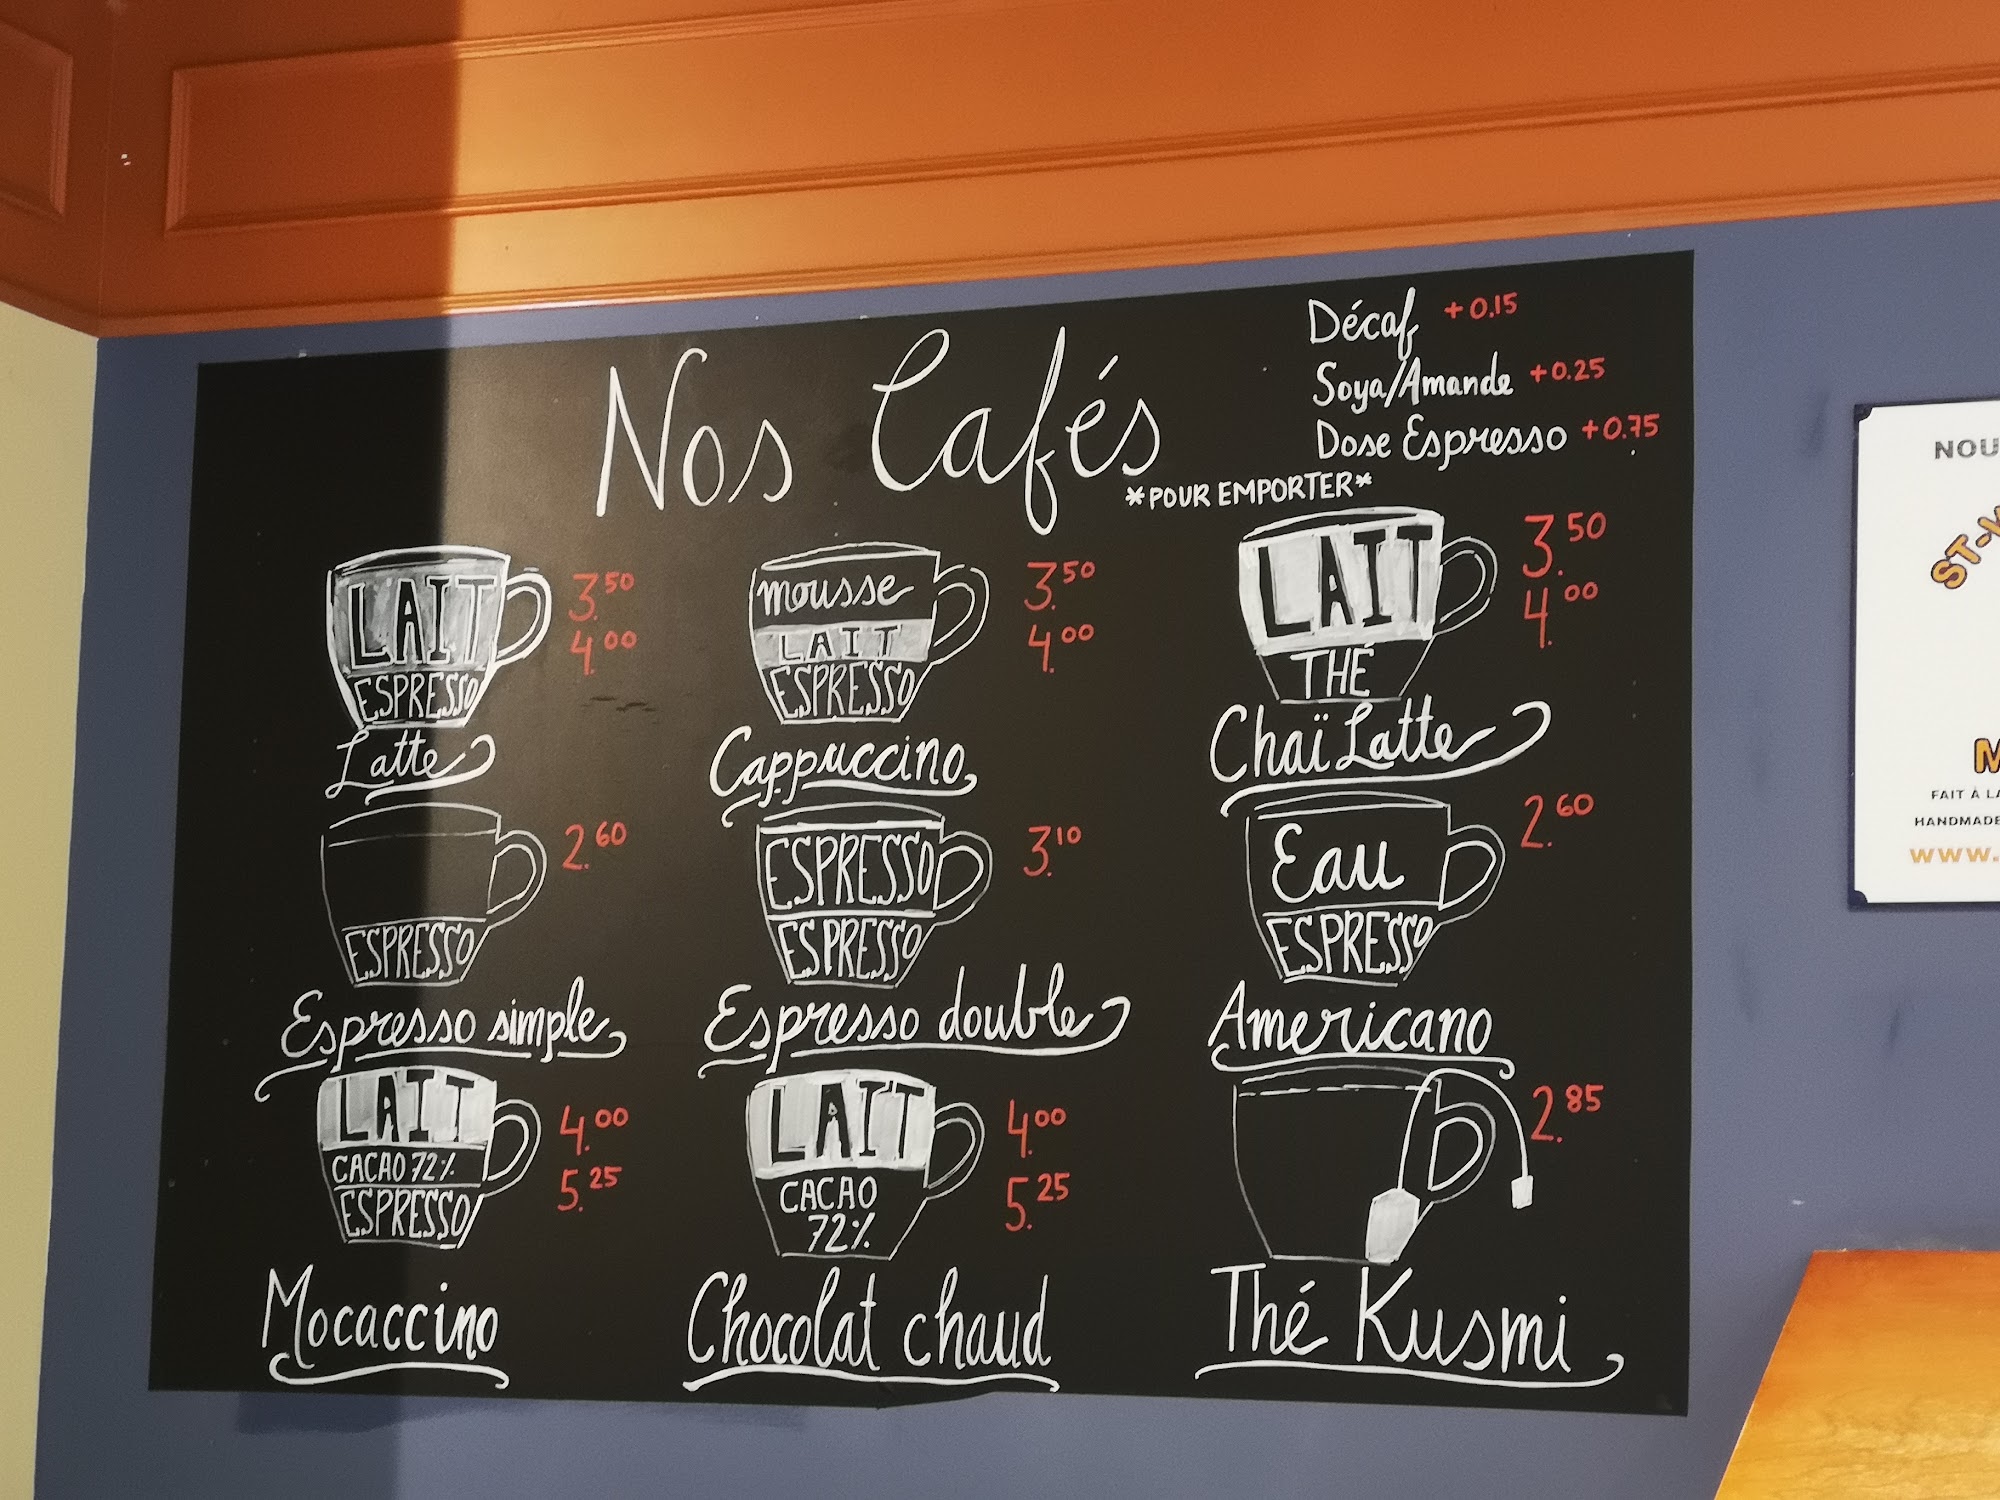 Nos Cafés
Décaf +0.15
Soya/Amande +0.25
Dose Espresso +0.75
*POUR EMPORTER*
LAIT
ESPRESSO
3.50
4.00
Latte
mousse
LAIT
ESPRESSO
3.50
4.00
Cappuccino
LAIT
THÉ
3.50
4.00
Chaï Latte
ESPRESSO
2.60
Espresso simple
ESPRESSO
ESPRESSO
3.10
Espresso double
Eau
ESPRESSO
2.60
Americano
LAIT
CACAO 72%
ESPRESSO
4.00
5.25
Mocaccino
LAIT
CACAO
72%
4.00
5.25
Chocolat chaud
2.85
Thé Kusmi
NOU
ST-
M
FAIT À LA
HANDMADE
www.